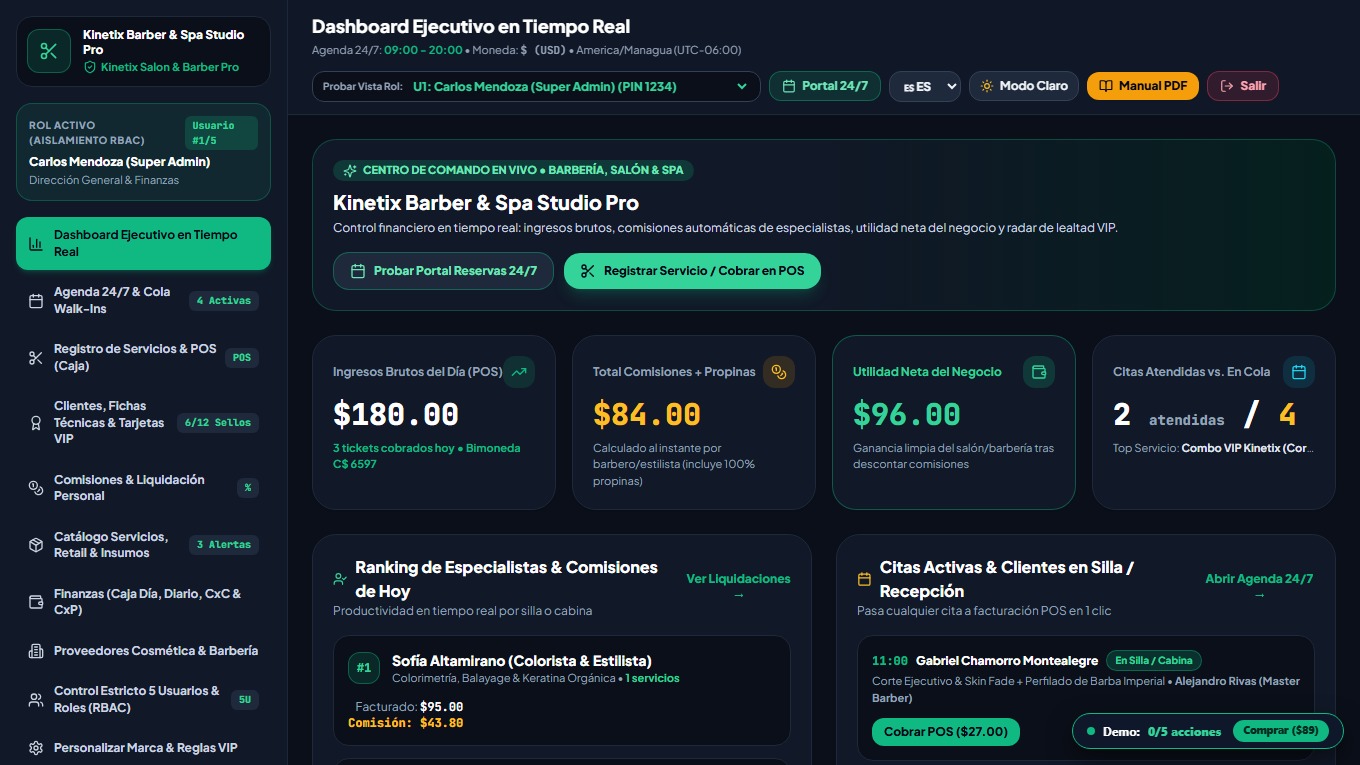 Kinetix Barber & Spa Studio
Pro
Kinetix Salon & Barber Pro
ROL ACTIVO
(AISLAMIENTO RBAC)
Usuario
#1/5
Carlos Mendoza (Super Admin)
Dirección General & Finanzas
Dashboard Ejecutivo en Tiempo
Real
Agenda 24/7 & Cola
Walk-Ins
4 Activas
Registro de Servicios & POS
(Caja)
POS
Clientes, Fichas
Técnicas & Tarjetas
VIP
6/12 Sellos
Comisiones & Liquidación
Personal
%
Catálogo Servicios,
Retail & Insumos
3 Alertas
Finanzas (Caja Día, Diario, CxC &
CxP)
Proveedores Cosmética & Barbería
Control Estricto 5 Usuarios &
Roles (RBAC)
5U
Personalizar Marca & Reglas VIP
Dashboard Ejecutivo en Tiempo Real
Agenda 24/7: 09:00 - 20:00 • Moneda: $ (USD) • America/Managua (UTC-06:00)
Probar Vista Rol: U1: Carlos Mendoza (Super Admin) (PIN 1234)
Portal 24/7
ES ES
Modo Claro
Manual PDF
Salir
CENTRO DE COMANDO EN VIVO • BARBERÍA, SALÓN & SPA
Kinetix Barber & Spa Studio Pro
Control financiero en tiempo real: ingresos brutos, comisiones automáticas de especialistas, utilidad neta del negocio y radar de lealtad VIP.
Probar Portal Reservas 24/7
Registrar Servicio / Cobrar en POS
Ingresos Brutos del Día (POS)
$180.00
3 tickets cobrados hoy • Bimoneda
C$ 6597
Total Comisiones + Propinas
$84.00
Calculado al instante por
barbero/estilista (incluye 100%
propinas)
Utilidad Neta del Negocio
$96.00
Ganancia limpia del salón/barbería tras
descontar comisiones
Citas Atendidas vs. En Cola
2 atendidas / 4
Top Servicio: Combo VIP Kinetix (Cor...
Ranking de Especialistas & Comisiones
de Hoy
Ver Liquidaciones
→
Productividad en tiempo real por silla o cabina
#1
Sofía Altamirano (Colorista & Estilista)
Colorimetría, Balayage & Keratina Orgánica • 1 servicios
Facturado: $95.00
Comisión: $43.80
Citas Activas & Clientes en Silla /
Recepción
Abrir Agenda 24/7
→
Pasa cualquier cita a facturación POS en 1 clic
11:00 Gabriel Chamorro Montealegre En Silla / Cabina
Corte Ejecutivo & Skin Fade + Perfilado de Barba Imperial • Alejandro Rivas (Master
Barber)
Cobrar POS ($27.00)
Demo: 0/5 acciones Comprar ($89)